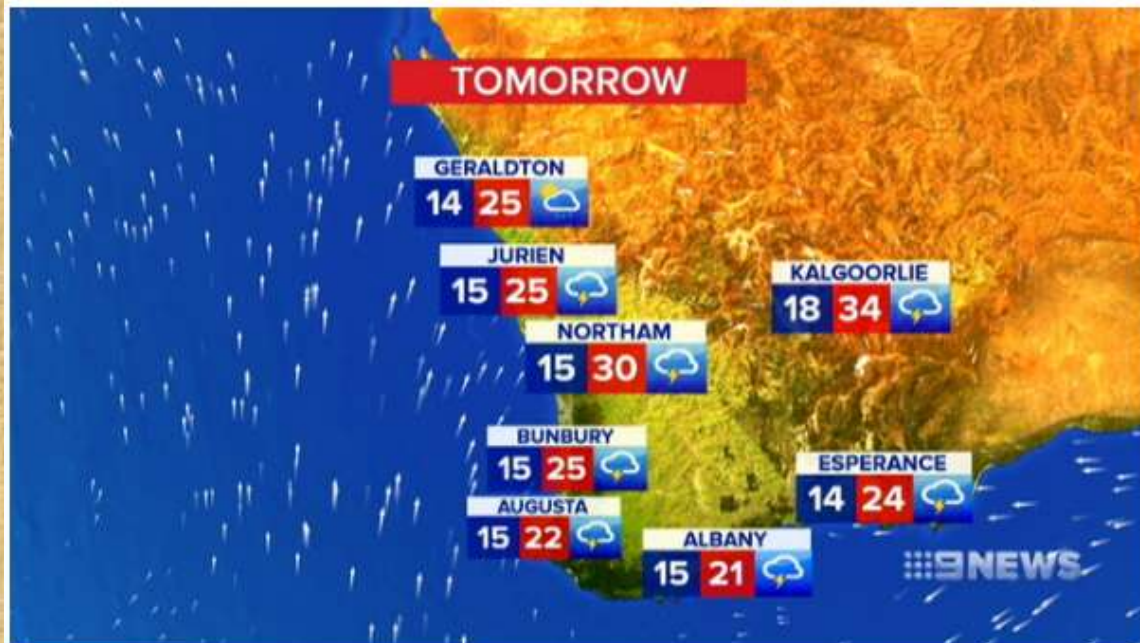 TOMORROW
GERALDTON
14 25
JURIEN
15 25
KALGOORLIE
18 34
NORTHAM
15 30
BUNBURY
15 25
ESPERANCE
14 24
AUGUSTA
15 22
ALBANY
15 21
9NEWS